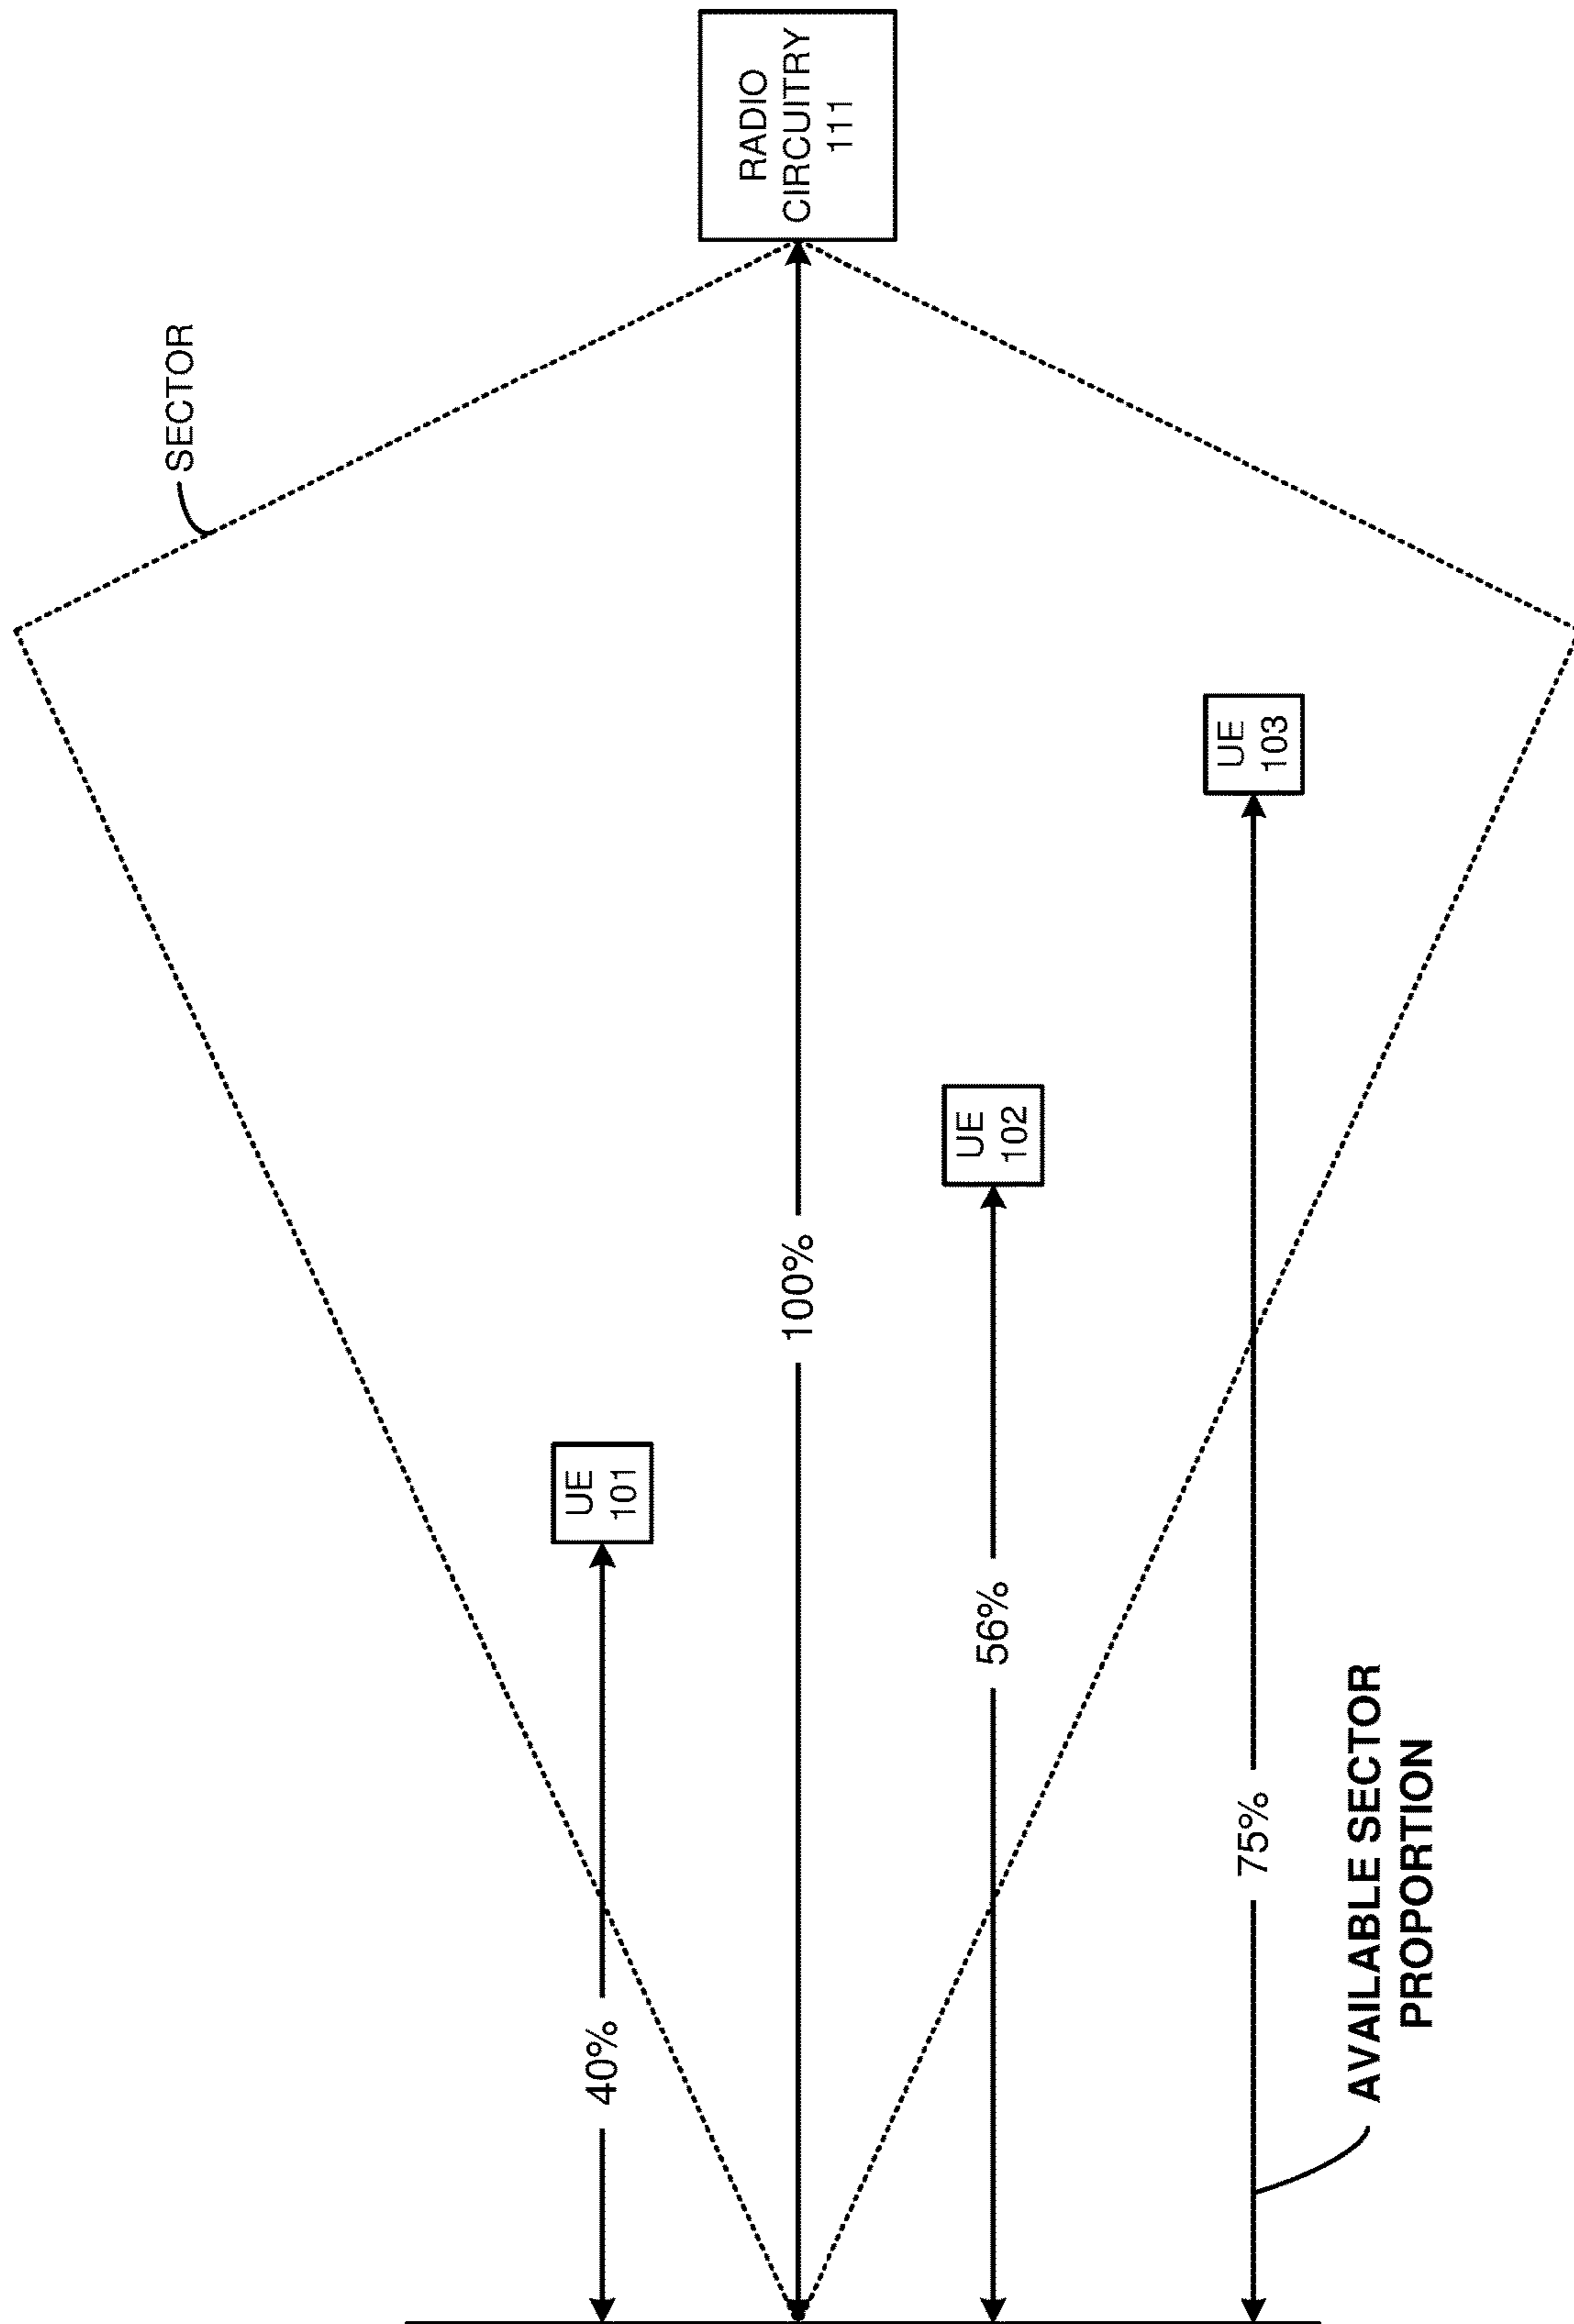 SECTOR
RADIO
CIRCUITRY
111
UE
101
40%
100%
UE
102
56%
UE
103
75%
AVAILABLE SECTOR
PROPORTION